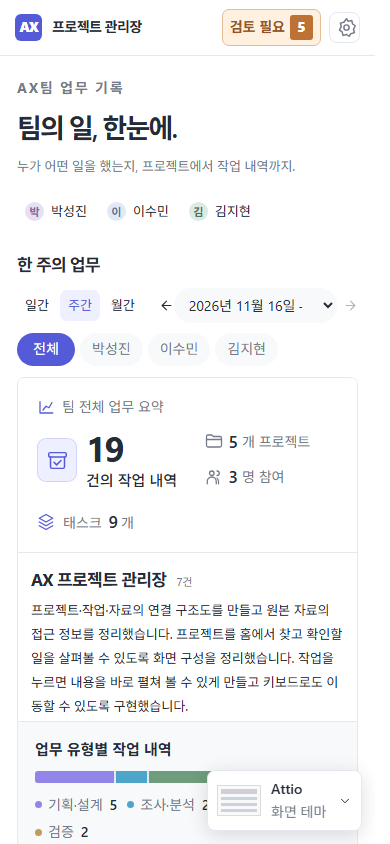 AX 프로젝트 관리장 검토 필요 5
AX팀 업무 기록
팀의 일, 한눈에.
누가 어떤 일을 했는지, 프로젝트에서 작업 내역까지.
박 박성진 이 이수민 김 김지현
한 주의 업무
일간 주간 월간 ← 2026년 11월 16일 - →
전체 박성진 이수민 김지현
팀 전체 업무 요약
19
건의 작업 내역
5 개 프로젝트
3 명 참여
태스크 9 개
AX 프로젝트 관리장 7건
프로젝트·작업·자료의 연결 구조도를 만들고 원본 자료의
접근 정보를 정리했습니다. 프로젝트를 홈에서 찾고 확인할
일을 살펴볼 수 있도록 화면 구성을 정리했습니다. 작업을
누르면 내용을 바로 펼쳐 볼 수 있게 만들고 키보드로도 이
동할 수 있도록 구현했습니다.
업무 유형별 작업 내역
기획·설계 5 조사·분석 2
검증 2
Attio
화면 테마